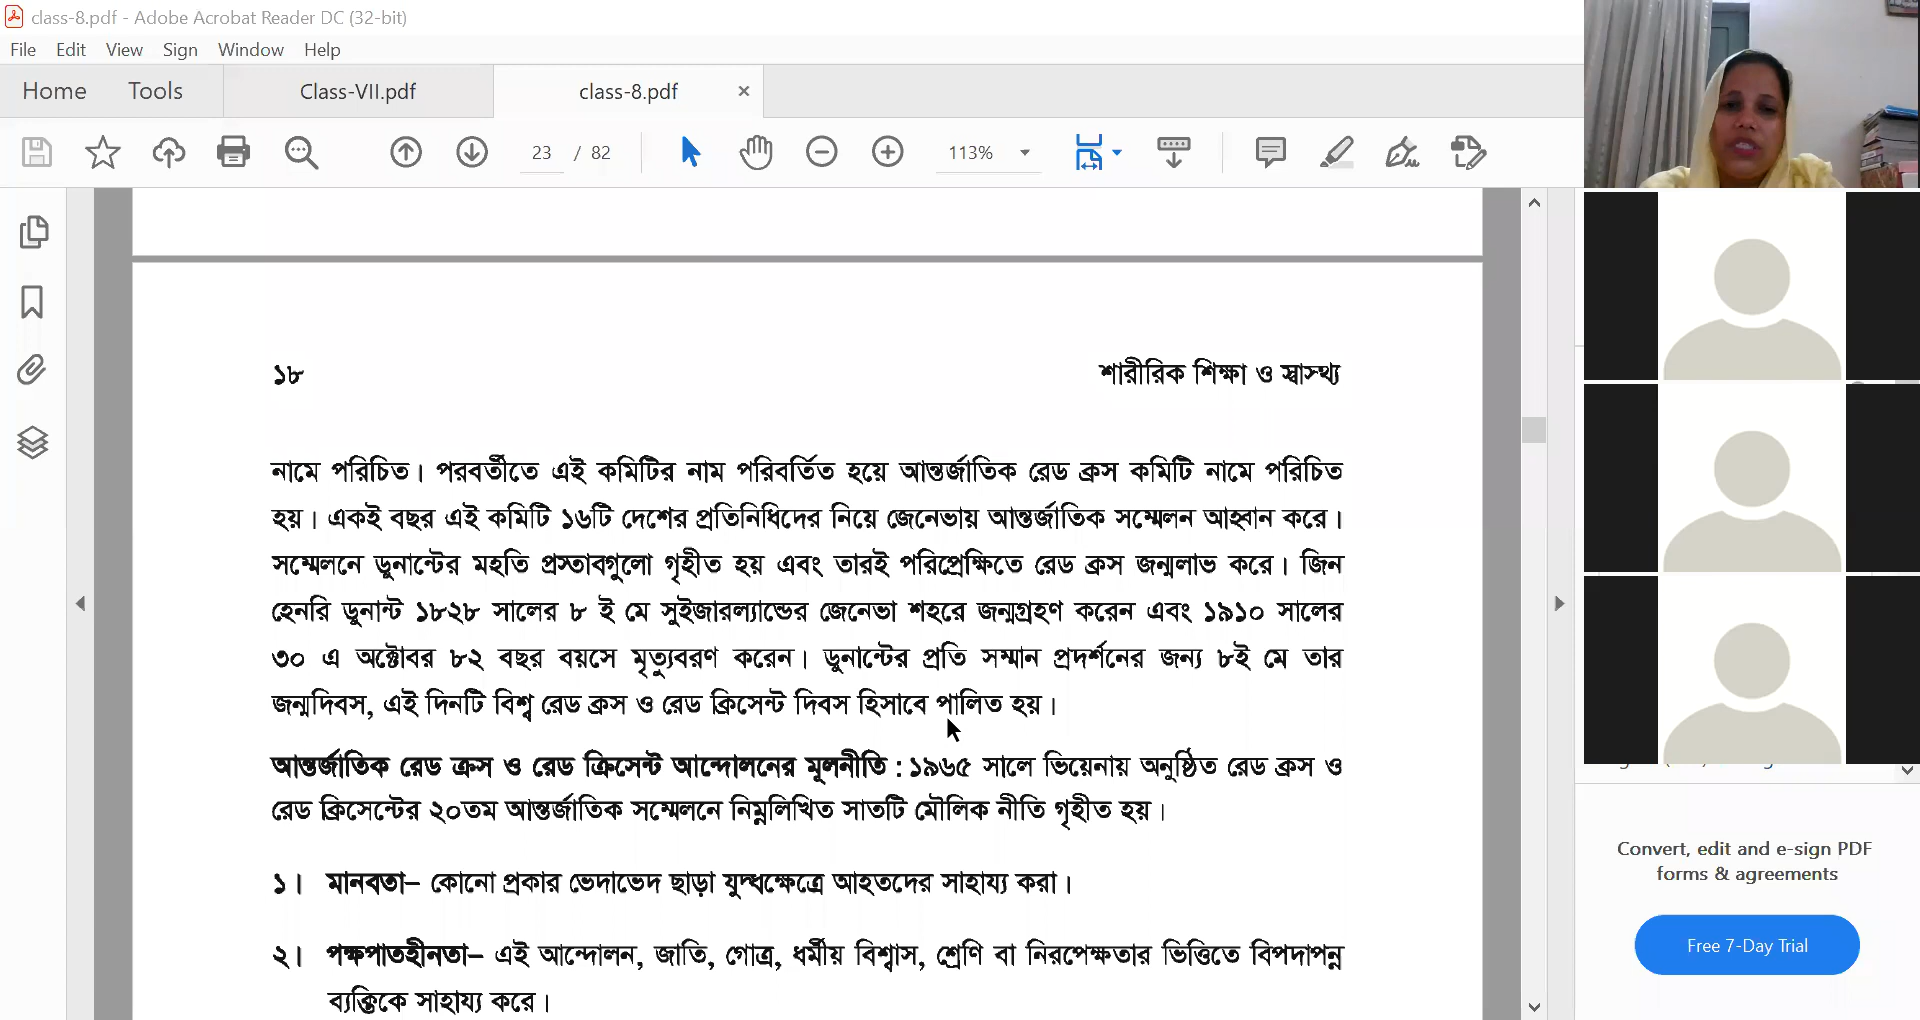 class-8.pdf - Adobe Acrobat Reader DC (32-bit)
File Edit View Sign Window Help
Home Tools Class-VII.pdf class-8.pdf
23 / 82 113%
১৮ শারীরিক শিক্ষা ও স্বাস্থ্য
নামে পরিচিত। পরবর্তীতে এই কমিটির নাম পরিবর্তিত হয়ে আন্তর্জাতিক রেড ক্রস কমিটি নামে পরিচিত
হয়। একই বছর এই কমিটি ১৬টি দেশের প্রতিনিধিদের নিয়ে জেনেভায় আন্তর্জাতিক সম্মেলন আহ্বান করে।
সম্মেলনে ডুনান্টের মহতি প্রস্তাবগুলো গৃহীত হয় এবং তারই পরিপ্রেক্ষিতে রেড ক্রস জন্মলাভ করে। জিন
হেনরি ডুনান্ট ১৮২৮ সালের ৮ ই মে সুইজারল্যান্ডের জেনেভা শহরে জন্মগ্রহণ করেন এবং ১৯১০ সালের
৩০ এ অক্টোবর ৮২ বছর বয়সে মৃত্যুবরণ করেন। ডুনান্টের প্রতি সম্মান প্রদর্শনের জন্য ৮ই মে তার
জন্মদিবস, এই দিনটি বিশ্ব রেড ক্রস ও রেড ক্রিসেন্ট দিবস হিসাবে পালিত হয়।
আন্তর্জাতিক রেড ক্রস ও রেড ক্রিসেন্ট আন্দোলনের মূলনীতি : ১৯৬৫ সালে ভিয়েনায় অনুষ্ঠিত রেড ক্রস ও
রেড ক্রিসেন্টের ২০তম আন্তর্জাতিক সম্মেলনে নিম্নলিখিত সাতটি মৌলিক নীতি গৃহীত হয়।
১। মানবতা– কোনো প্রকার ভেদাভেদ ছাড়া যুদ্ধক্ষেত্রে আহতদের সাহায্য করা।
২। পক্ষপাতহীনতা– এই আন্দোলন, জাতি, গোত্র, ধর্মীয় বিশ্বাস, শ্রেণি বা নিরপেক্ষতার ভিত্তিতে বিপদাপন্ন
ব্যক্তিকে সাহায্য করে।
Convert, edit and e-sign PDF
forms & agreements
Free 7-Day Trial